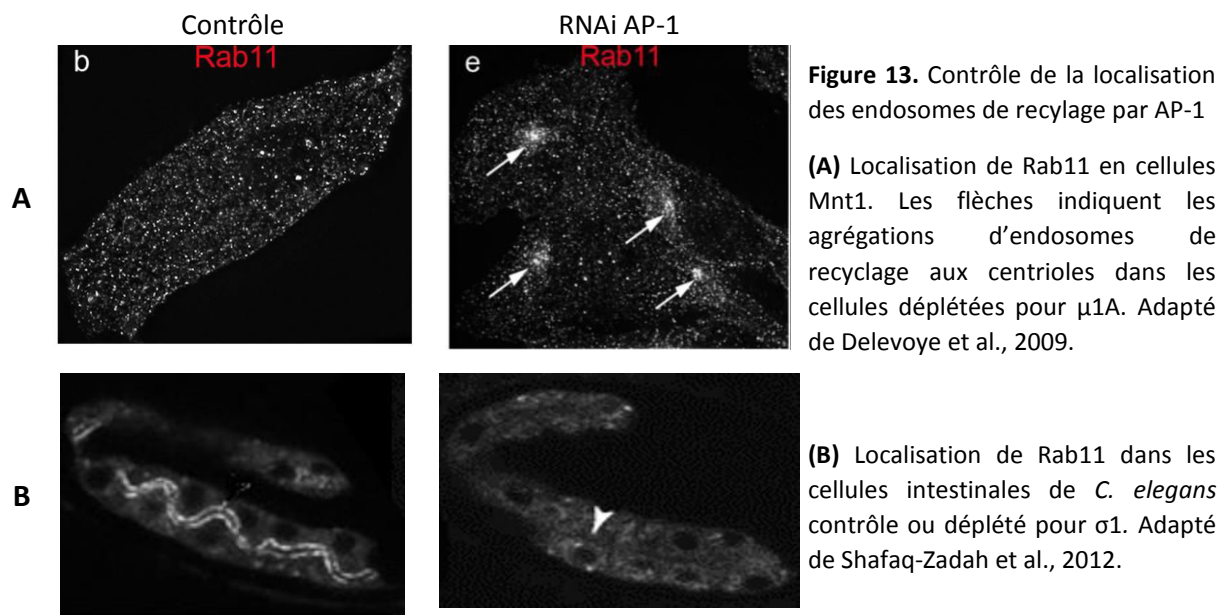 Contrôle
RNAi AP-1
b
Rab11
e
Rab11
A
Figure 13. Contrôle de la localisation
des endosomes de recylage par AP-1
(A) Localisation de Rab11 en cellules
Mnt1. Les flèches indiquent les
agrégations d'endosomes de
recyclage aux centrioles dans les
cellules déplétées pour μ1A. Adapté
de Delevoye et al., 2009.
B
(B) Localisation de Rab11 dans les
cellules intestinales de C. elegans
contrôle ou déplété pour σ1. Adapté
de Shafaq-Zadah et al., 2012.